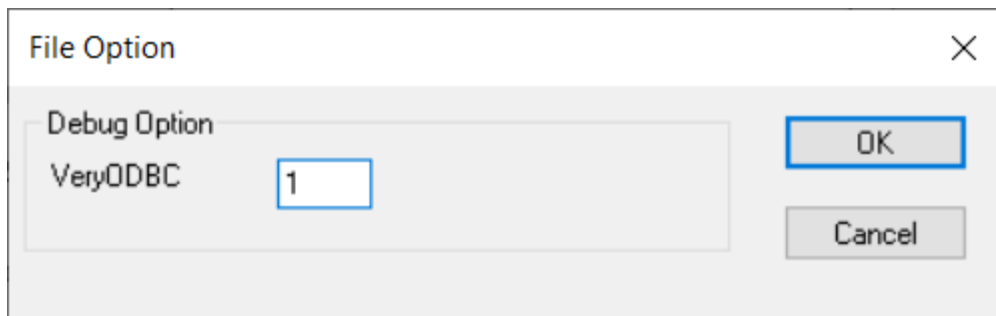 File Option
Debug Option
VeryODBC 1
OK
Cancel